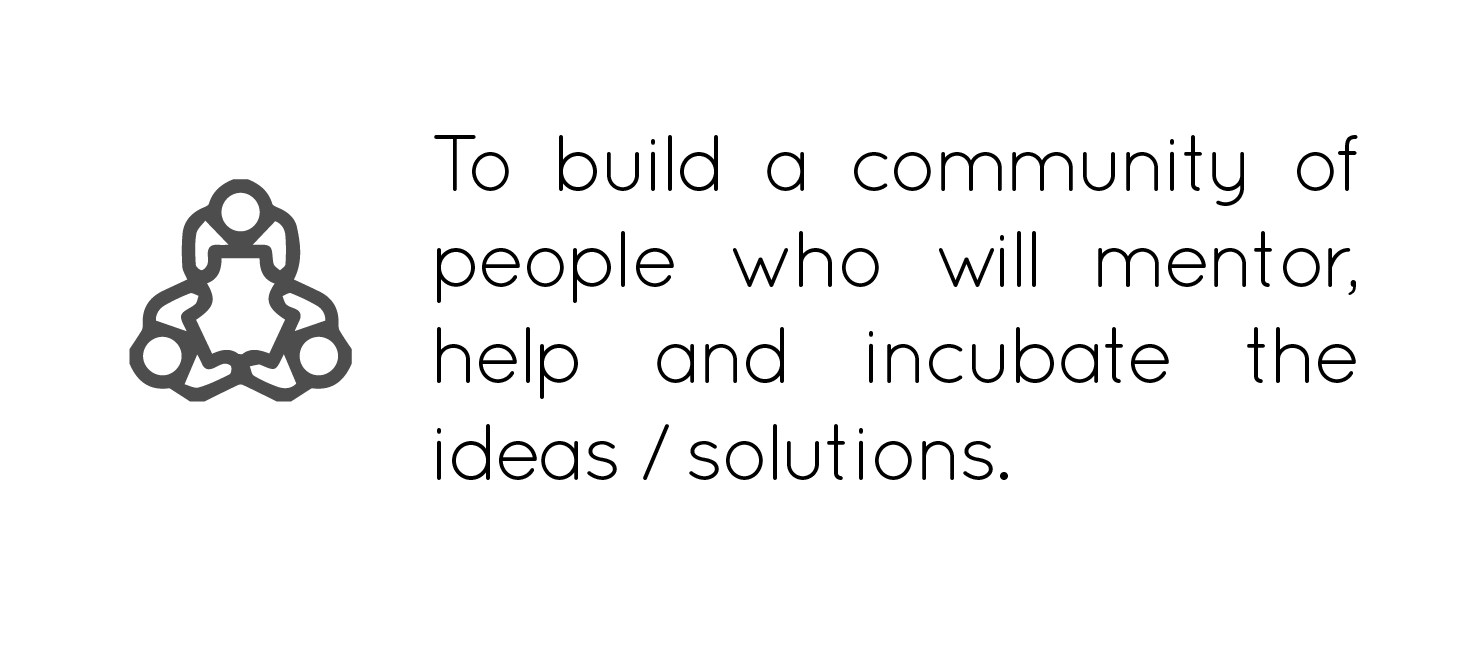 To build a community of
people who will mentor,
help and incubate the
ideas / solutions.